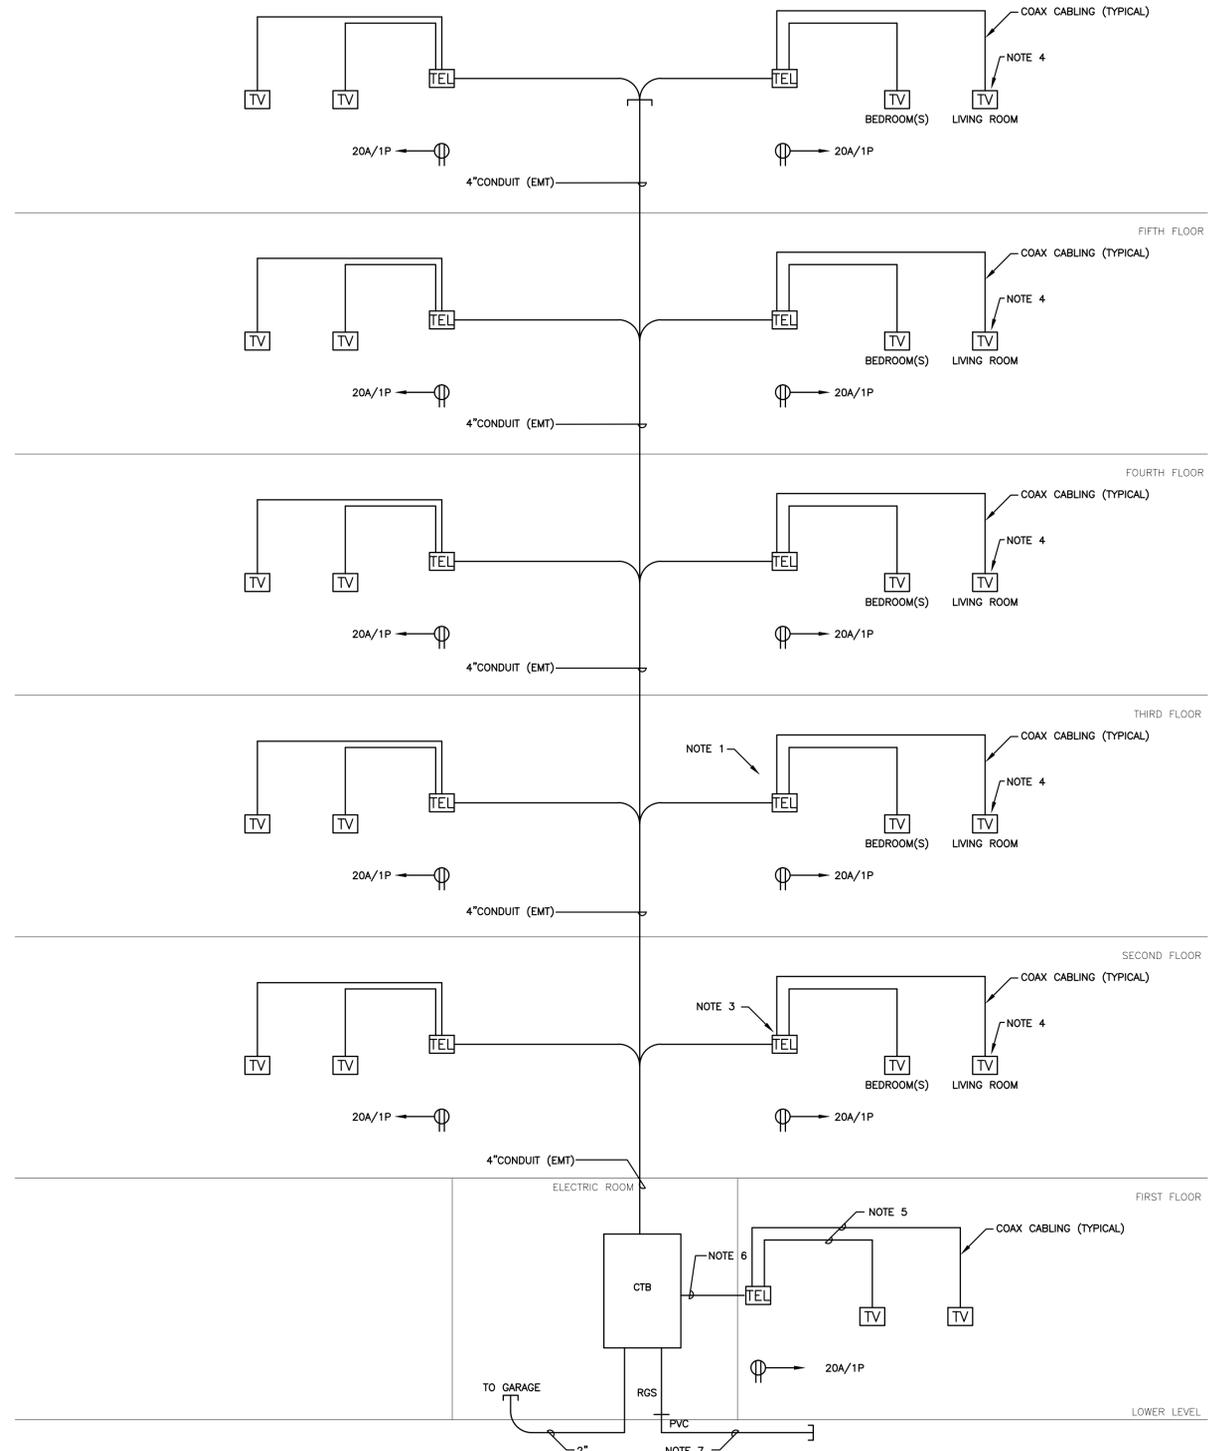 COAX CABLING (TYPICAL)
NOTE 4
TEL
TEL
TV
TV
TV
TV
BEDROOM(S)
LIVING ROOM
20A/1P
20A/1P
4"CONDUIT (EMT)
FIFTH FLOOR
COAX CABLING (TYPICAL)
NOTE 4
TEL
TEL
TV
TV
TV
TV
BEDROOM(S)
LIVING ROOM
20A/1P
20A/1P
4"CONDUIT (EMT)
FOURTH FLOOR
COAX CABLING (TYPICAL)
NOTE 4
TEL
TEL
TV
TV
TV
TV
BEDROOM(S)
LIVING ROOM
20A/1P
20A/1P
4"CONDUIT (EMT)
THIRD FLOOR
COAX CABLING (TYPICAL)
NOTE 1
NOTE 4
TEL
TEL
TV
TV
TV
TV
BEDROOM(S)
LIVING ROOM
20A/1P
20A/1P
4"CONDUIT (EMT)
SECOND FLOOR
COAX CABLING (TYPICAL)
NOTE 3
NOTE 4
TEL
TEL
TV
TV
TV
TV
BEDROOM(S)
LIVING ROOM
20A/1P
20A/1P
4"CONDUIT (EMT)
ELECTRIC ROOM
FIRST FLOOR
NOTE 5
COAX CABLING (TYPICAL)
NOTE 6
CTB
TEL
TV
TV
20A/1P
TO GARAGE
RGS
LOWER LEVEL
PVC
2"
NOTE 7